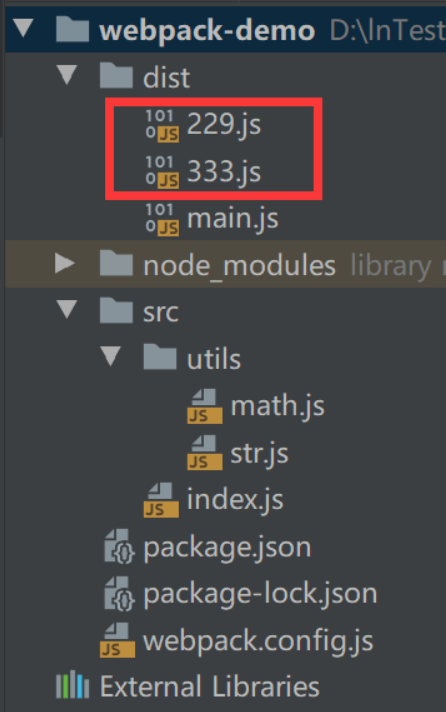 webpack-demo D:\lnTest
dist
229.js
333.js
main.js
node_modules library
src
utils
math.js
str.js
index.js
package.json
package-lock.json
webpack.config.js
External Libraries